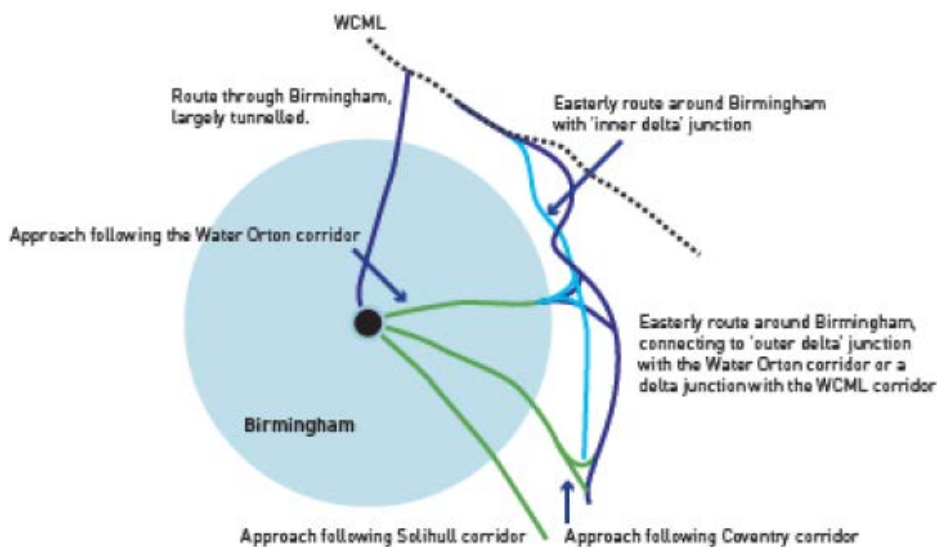 WCML
Route through Birmingham,
largely tunnelled.
Easterly route around Birmingham
with 'inner delta' junction
Approach following the Water Orton corridor
Easterly route around Birmingham,
connecting to 'outer delta' junction
with the Water Orton corridor or a
delta junction with the WCML corridor
Birmingham
Approach following Solihull corridor
Approach following Coventry corridor